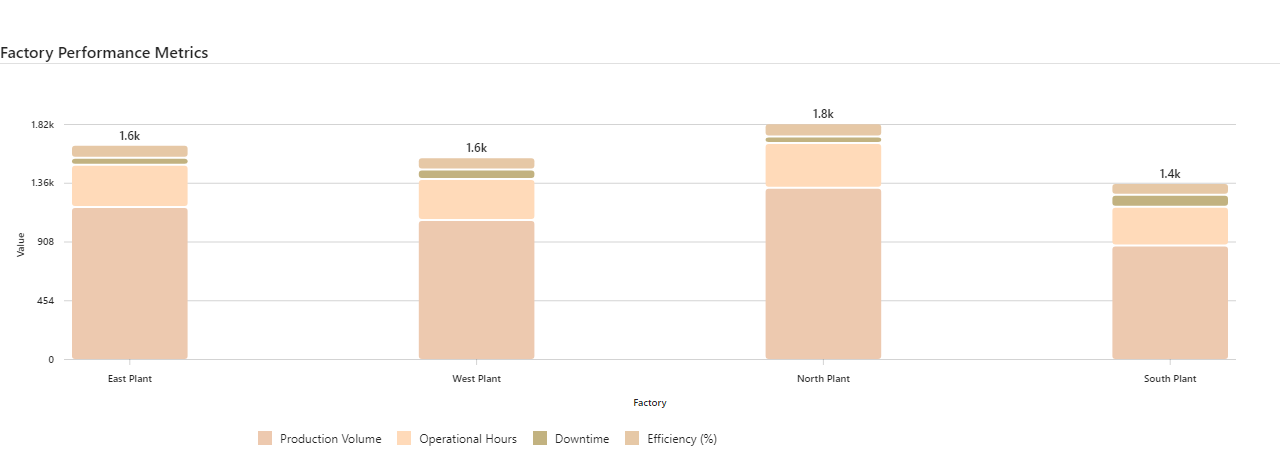 Factory Performance Metrics
1.82k
1.36k
908
454
0
Value
1.6k
1.6k
1.8k
1.4k
East Plant
West Plant
North Plant
South Plant
Factory
Production Volume
Operational Hours
Downtime
Efficiency (%)